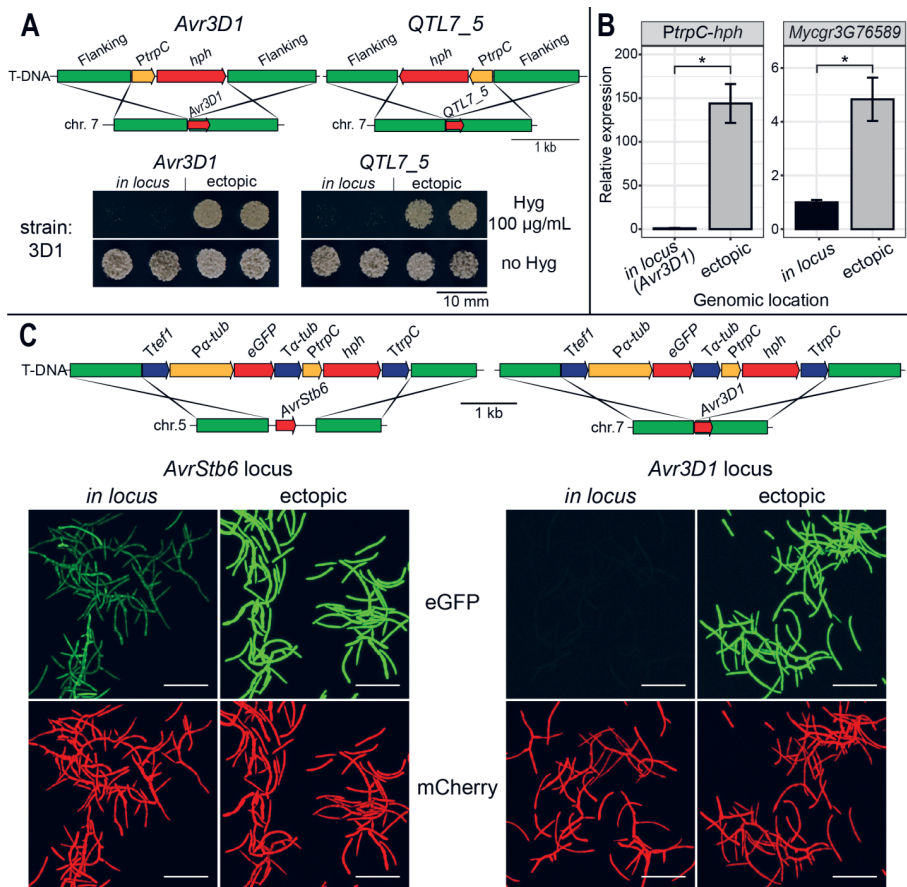 A
Avr3D1
QTL7_5
Flanking PtrpC hph Flanking
Flanking hph PtrpC Flanking
T-DNA
Avr3D1
QTL7_5
chr. 7
chr. 7
1 kb
Avr3D1
QTL7_5
in locus ectopic
in locus ectopic
strain:
3D1
Hyg
100 µg/mL
no Hyg
10 mm
B
PtrpC-hph
Mycgr3G76589
Relative expression
200
150
100
50
0
*
6
4
2
0
*
in locus
(Avr3D1)
ectopic
in locus
ectopic
Genomic location
C
Ttef1 Pα-tub eGFP Tα-tub PtrpC hph TtrpC
Ttef1 Pα-tub eGFP Tα-tub PtrpC hph TtrpC
T-DNA
AvrStb6
Avr3D1
chr.5
1 kb
chr.7
AvrStb6 locus
Avr3D1 locus
in locus ectopic
in locus ectopic
eGFP
mCherry